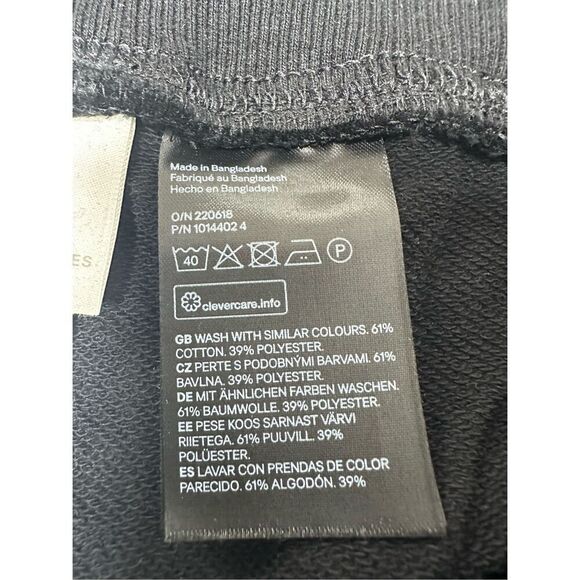 Made in Bangladesh
Fabriqué au Bangladesh
Hecho en Bangladesh
O/N 220618
P/N 1014402 4
40 P
clevercare.info
GB WASH WITH SIMILAR COLOURS. 61%
COTTON. 39% POLYESTER.
CZ PERTE S PODOBNÝMI BARVAMI. 61%
BAVLNA. 39% POLYESTER.
DE MIT ÄHNLICHEN FARBEN WASCHEN.
61% BAUMWOLLE. 39% POLYESTER.
EE PESE KOOS SARNAST VÄRVI
RIIETEGA. 61% PUUVILL. 39%
POLÜESTER.
ES LAVAR CON PRENDAS DE COLOR
PARECIDO. 61% ALGODÓN. 39%